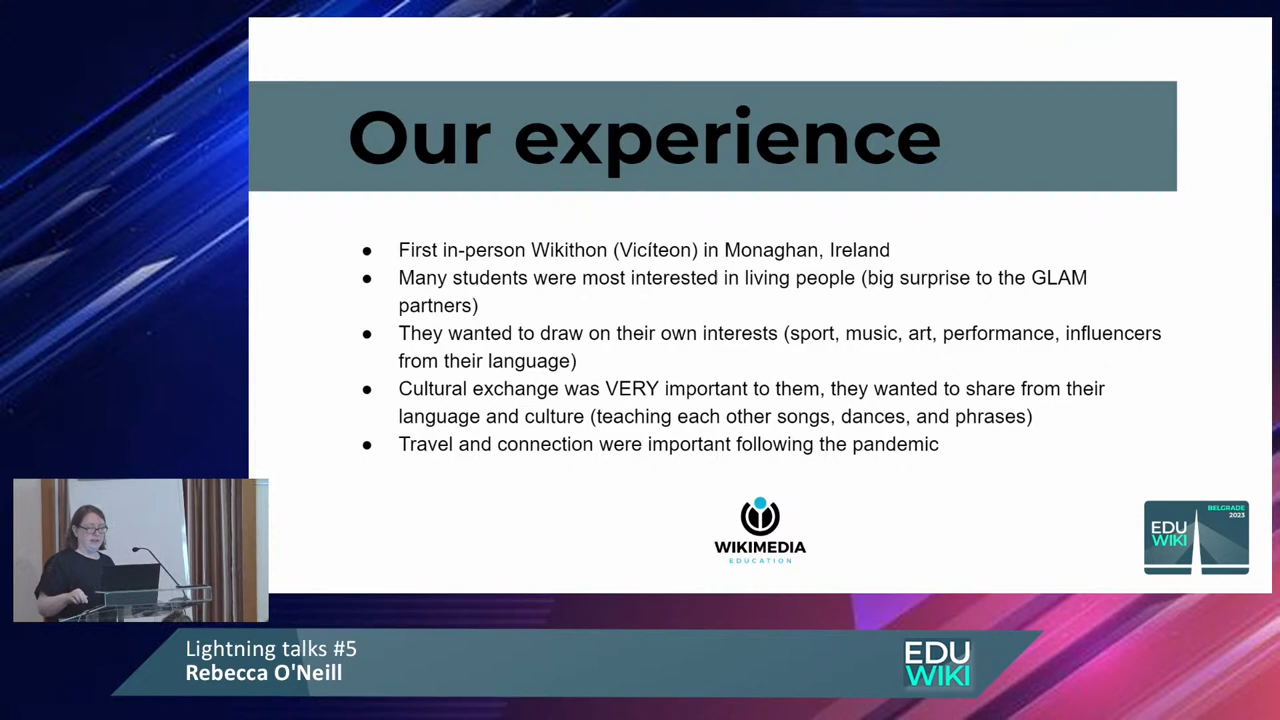 Our experience
● First in-person Wikithon (Vicíteon) in Monaghan, Ireland
● Many students were most interested in living people (big surprise to the GLAM
partners)
● They wanted to draw on their own interests (sport, music, art, performance, influencers
from their language)
● Cultural exchange was VERY important to them, they wanted to share from their
language and culture (teaching each other songs, dances, and phrases)
● Travel and connection were important following the pandemic
WIKIMEDIA
EDUCATION
BELGRADE
2023
EDU
WIKI
Lightning talks #5
Rebecca O'Neill
EDU
WIKI